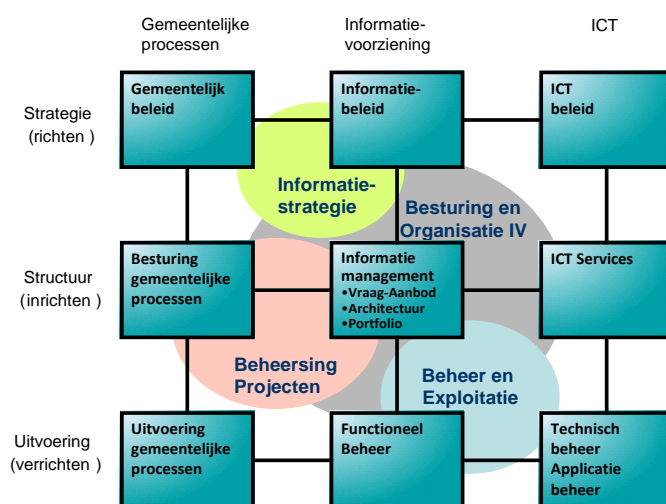 Gemeentelijke
processen
Informatie-
voorziening
ICT
Strategie
(richten )
Gemeentelijk
beleid
Informatie-
beleid
ICT
beleid
Informatie-
strategie
Besturing en
Organisatie IV
Structuur
(inrichten )
Besturing
gemeentelijke
processen
Informatie
management
•Vraag-Aanbod
•Architectuur
•Portfolio
ICT Services
Beheersing
Projecten
Beheer en
Exploitatie
Uitvoering
(verrichten )
Uitvoering
gemeentelijke
processen
Functioneel
Beheer
Technisch
beheer
Applicatie
beheer